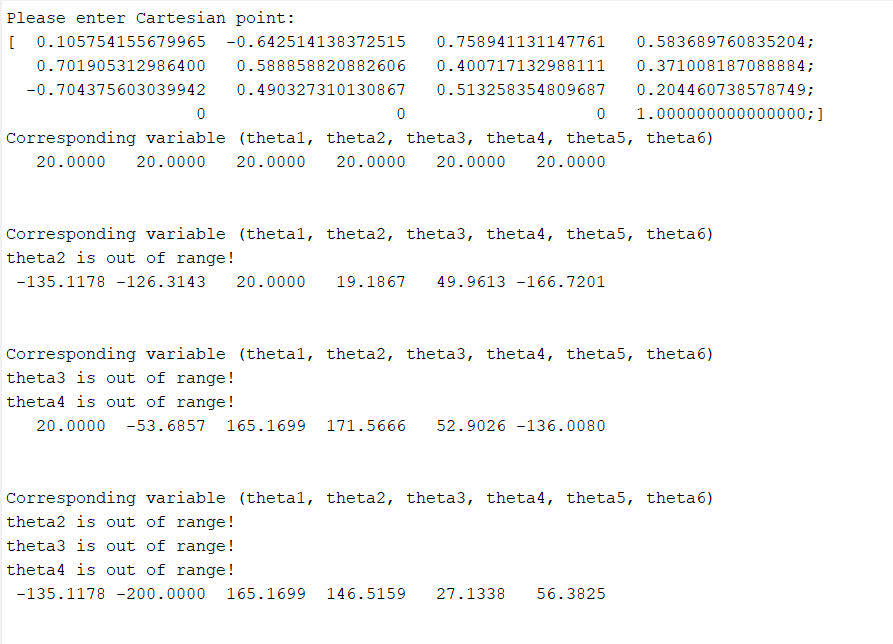 Please enter Cartesian point:
[  0.105754155679965  -0.642514138372515   0.758941131147761   0.583689760835204;
0.701905312986400   0.588858820882606   0.400717132988111   0.371008187088884;
-0.704375603039942   0.490327310130867   0.513258354809687   0.204460738578749;
0                   0                   0   1.000000000000000;]
Corresponding variable (theta1, theta2, theta3, theta4, theta5, theta6)
20.0000   20.0000   20.0000   20.0000   20.0000   20.0000
Corresponding variable (theta1, theta2, theta3, theta4, theta5, theta6)
theta2 is out of range!
-135.1178 -126.3143   20.0000   19.1867   49.9613 -166.7201
Corresponding variable (theta1, theta2, theta3, theta4, theta5, theta6)
theta3 is out of range!
theta4 is out of range!
20.0000  -53.6857  165.1699  171.5666   52.9026 -136.0080
Corresponding variable (theta1, theta2, theta3, theta4, theta5, theta6)
theta2 is out of range!
theta3 is out of range!
theta4 is out of range!
-135.1178 -200.0000  165.1699  146.5159   27.1338   56.3825